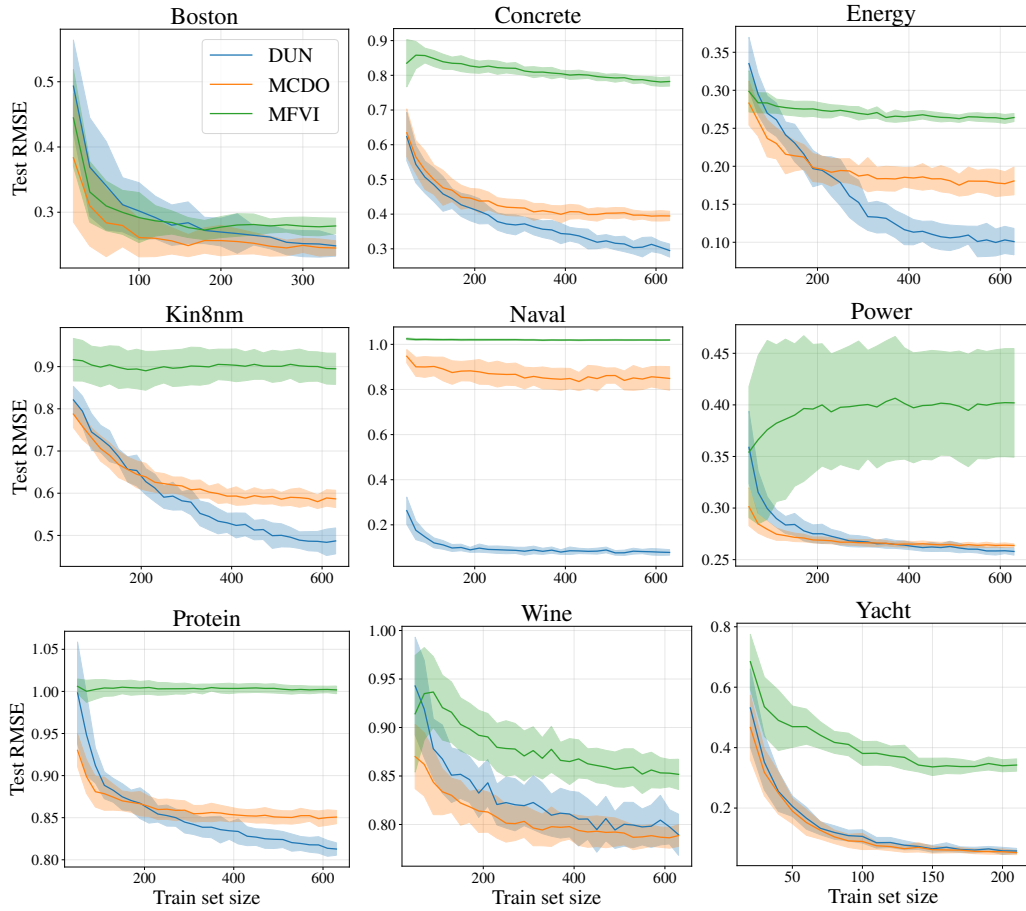 Boston
Concrete
Energy
DUN
MCDO
MFVI
Test RMSE
0.5
0.4
0.3
100 200 300
0.9
0.8
0.7
0.6
0.5
0.4
0.3
200 400 600
0.35
0.30
0.25
0.20
0.15
0.10
200 400 600
Kin8nm
Naval
Power
Test RMSE
0.9
0.8
0.7
0.6
0.5
200 400 600
1.0
0.8
0.6
0.4
0.2
200 400 600
0.45
0.40
0.35
0.30
0.25
200 400 600
Protein
Wine
Yacht
Test RMSE
1.05
1.00
0.95
0.90
0.85
0.80
200 400 600
Train set size
1.00
0.95
0.90
0.85
0.80
200 400 600
Train set size
0.8
0.6
0.4
0.2
50 100 150 200
Train set size